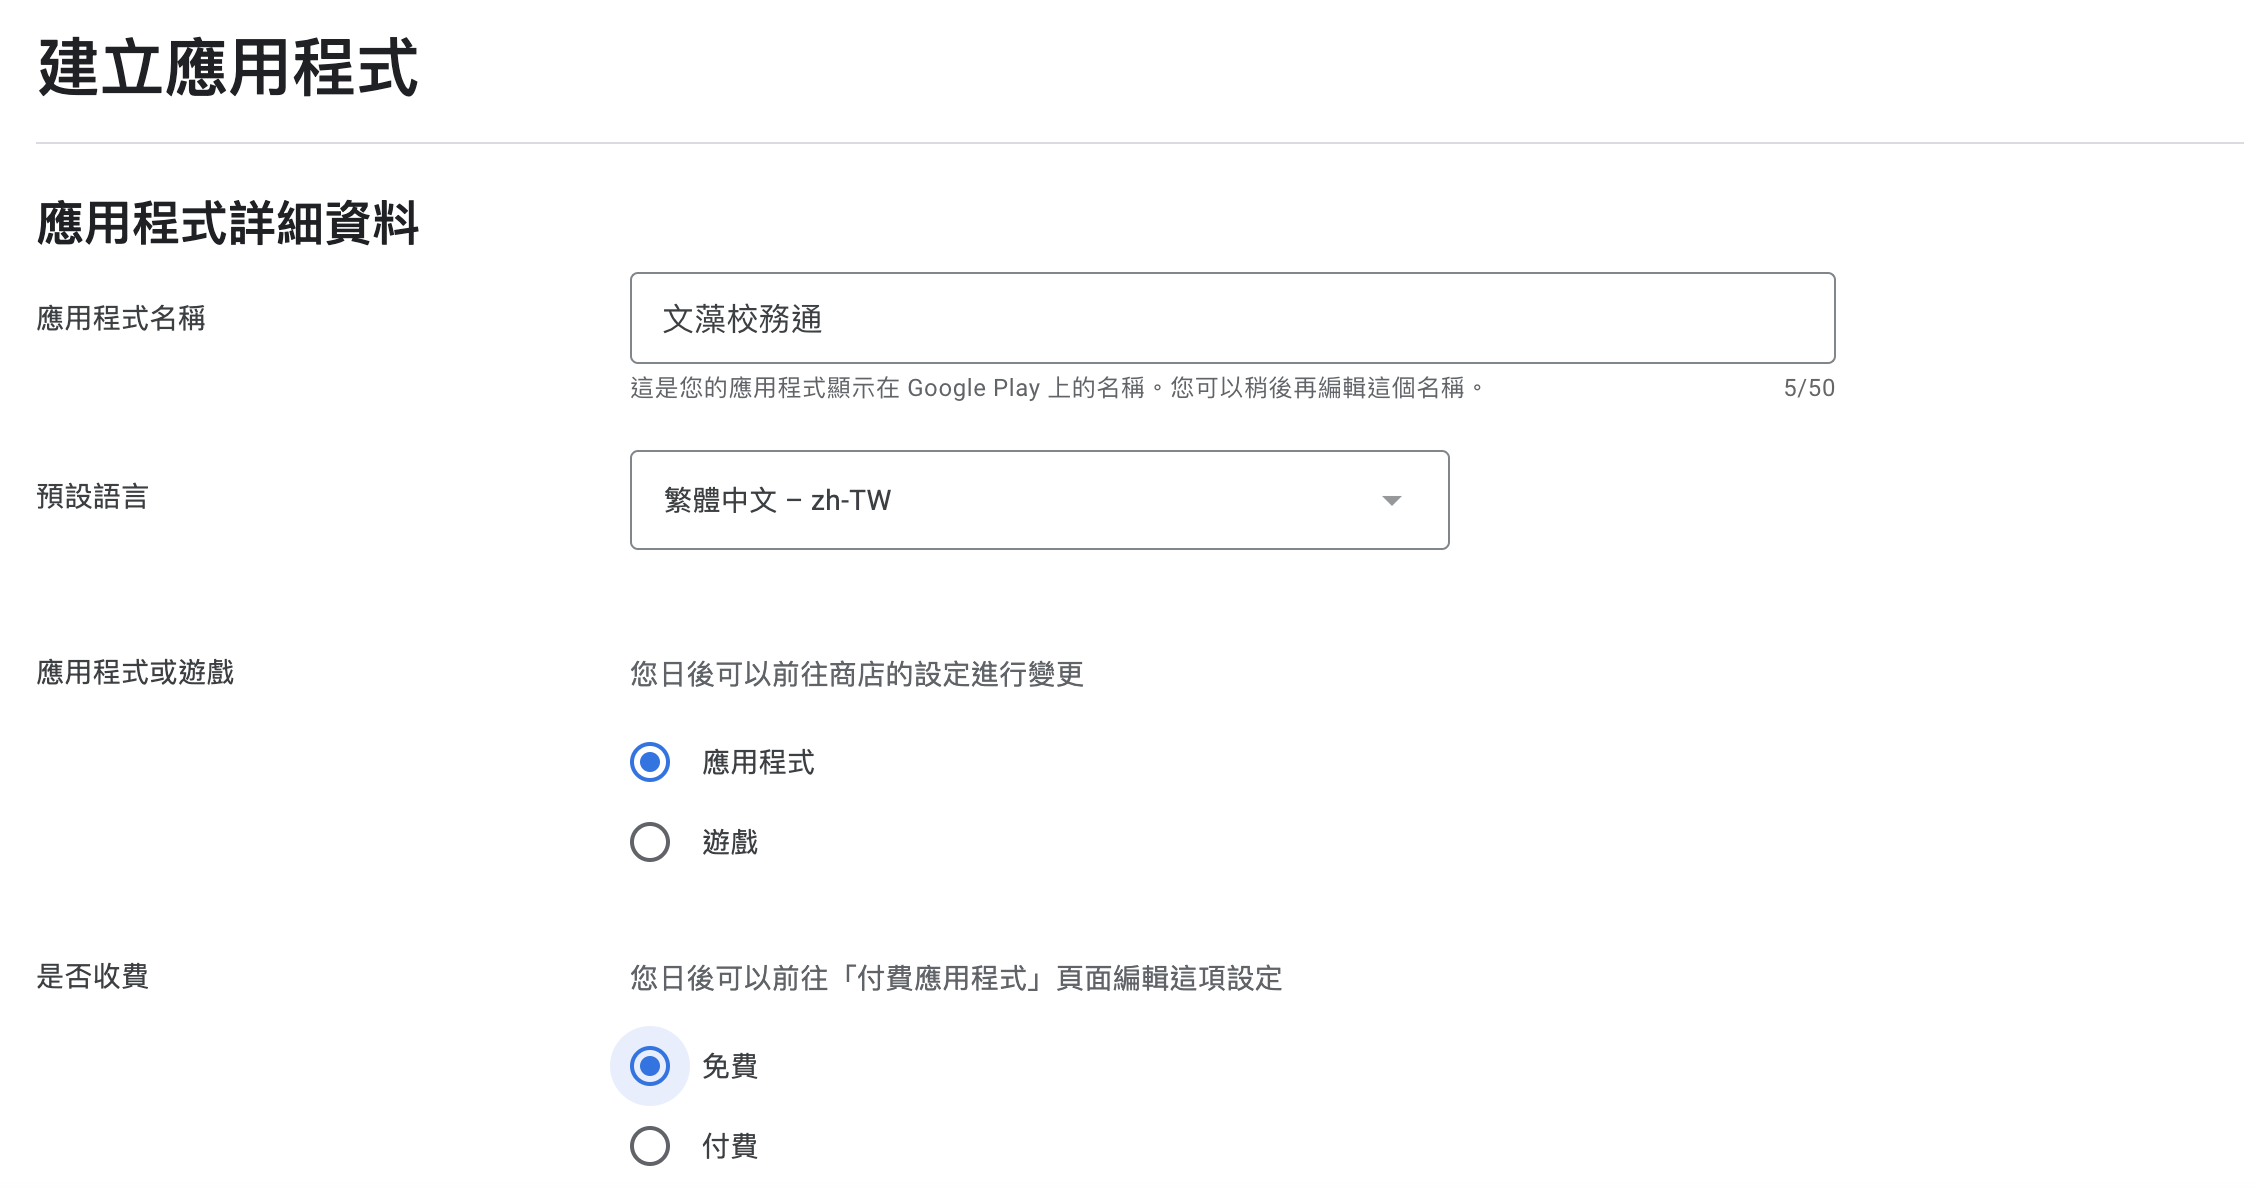 建立應用程式
應用程式詳細資料
應用程式名稱
文藻校務通
這是您的應用程式顯示在 Google Play 上的名稱。您可以稍後再編輯這個名稱。
5/50
預設語言
繁體中文 – zh-TW
應用程式或遊戲
您日後可以前往商店的設定進行變更
應用程式
遊戲
是否收費
您日後可以前往「付費應用程式」頁面編輯這項設定
免費
付費